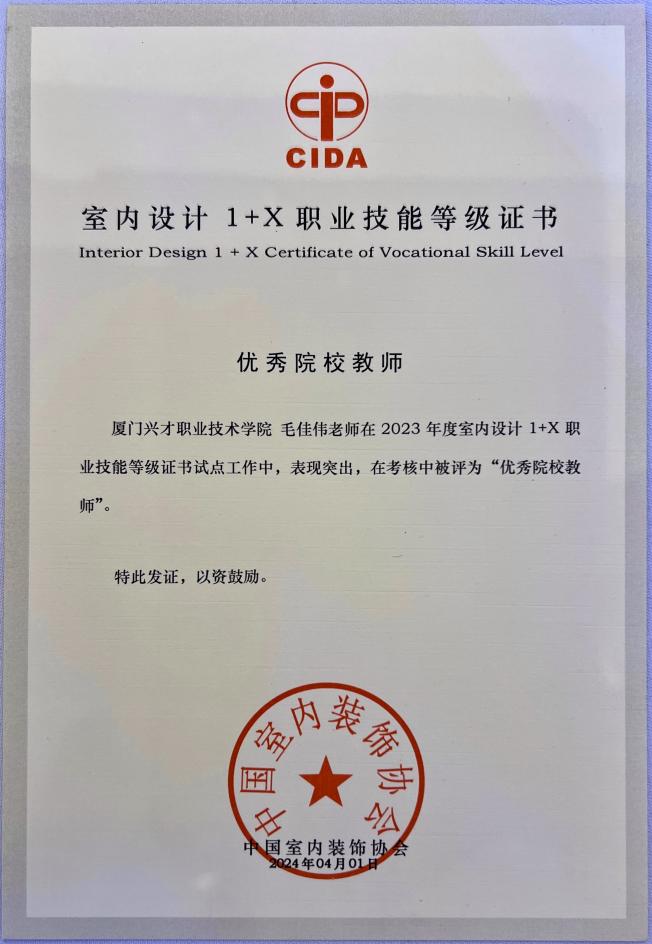 CIDA
室内设计 1+X 职业技能等级证书
Interior Design 1 + X Certificate of Vocational Skill Level
优秀院校教师
厦门兴才职业技术学院 毛佳伟老师在 2023 年度室内设计 1+X 职
业技能等级证书试点工作中，表现突出，在考核中被评为“优秀院校教
师”。
特此发证，以资鼓励。
中国室内装饰协会
中国室内装饰协会
2024年04月01日